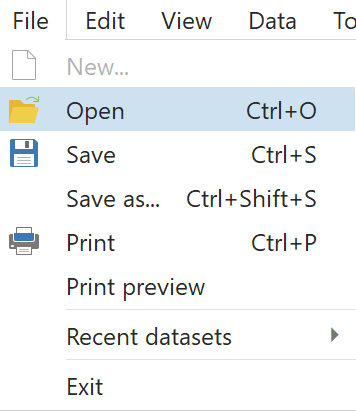 File Edit View Data To
New...
Open Ctrl+O
Save Ctrl+S
Save as... Ctrl+Shift+S
Print Ctrl+P
Print preview
Recent datasets
Exit